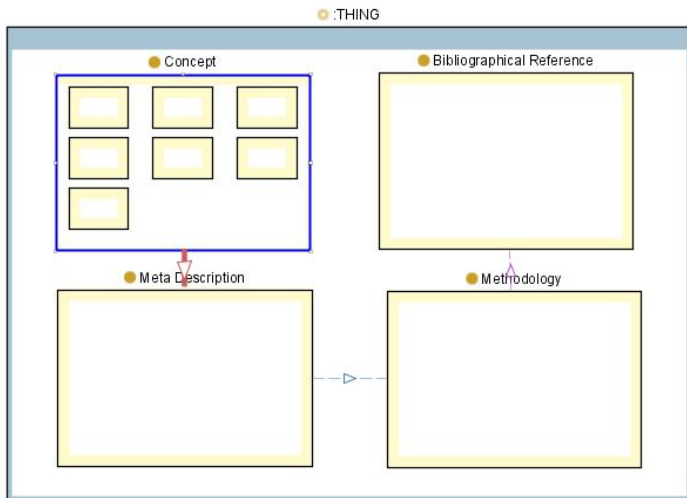 :THING
Concept
Bibliographical Reference
Meta Description
Methodology